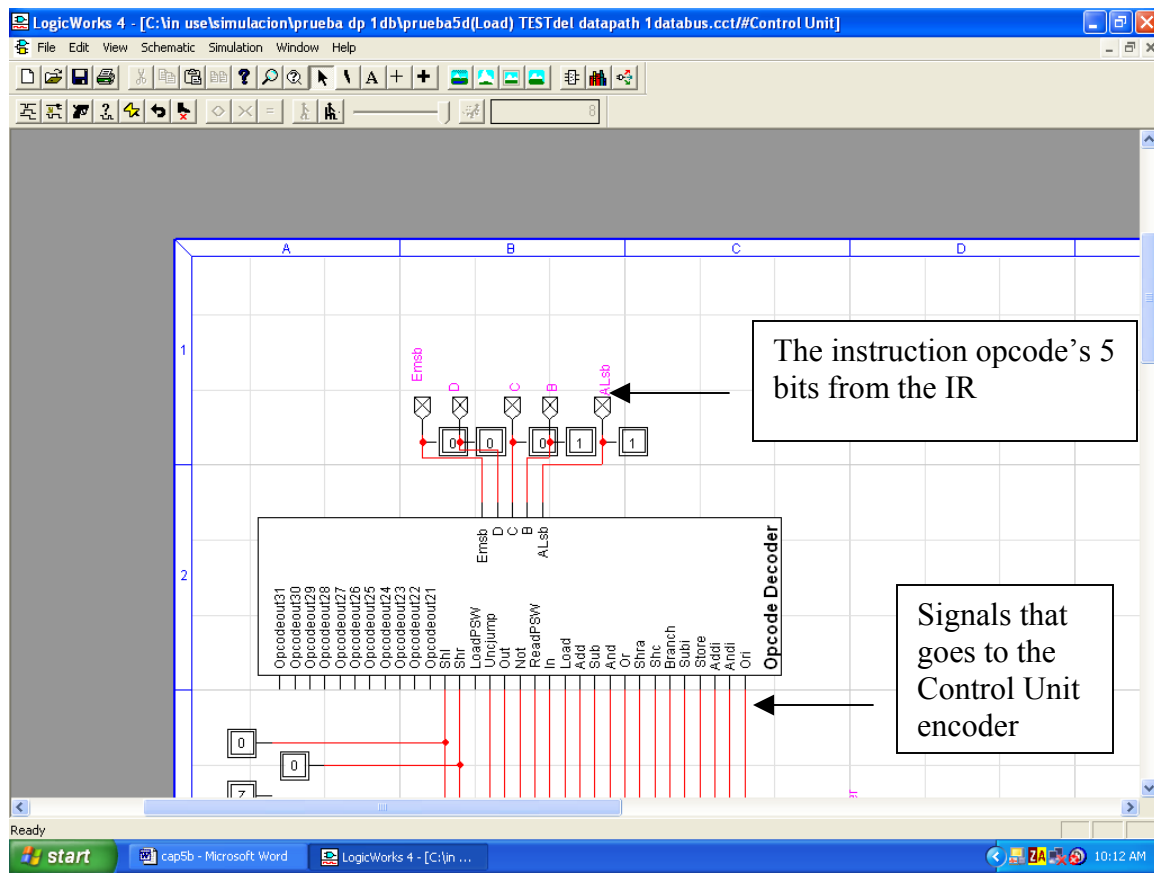 LogicWorks 4 - [C:\in use\simulacion\prueba dp 1db\prueba5d(Load) TESTdel datapath 1databus.cct/#Control Unit]
File Edit View Schematic Simulation Window Help
8
A B C D
1
Emsb D C B ALsb
The instruction opcode's 5
bits from the IR
0 0 0 1 1
Emsb D C B ALsb
2
Opcode Decoder
Opcodeout31
Opcodeout30
Opcodeout29
Opcodeout28
Opcodeout27
Opcodeout26
Opcodeout25
Opcodeout24
Opcodeout23
Opcodeout22
Opcodeout21
Shl
Shr
LoadPSW
Uncjump
Out
Not
ReadPSW
In
Load
Add
Sub
And
Or
Shra
Shc
Branch
Subi
Store
Addi
Andi
Ori
Signals that
goes to the
Control Unit
encoder
0
0
Z
Ready
start cap5b - Microsoft Word LogicWorks 4 - [C:\in ... ZA 10:12 AM